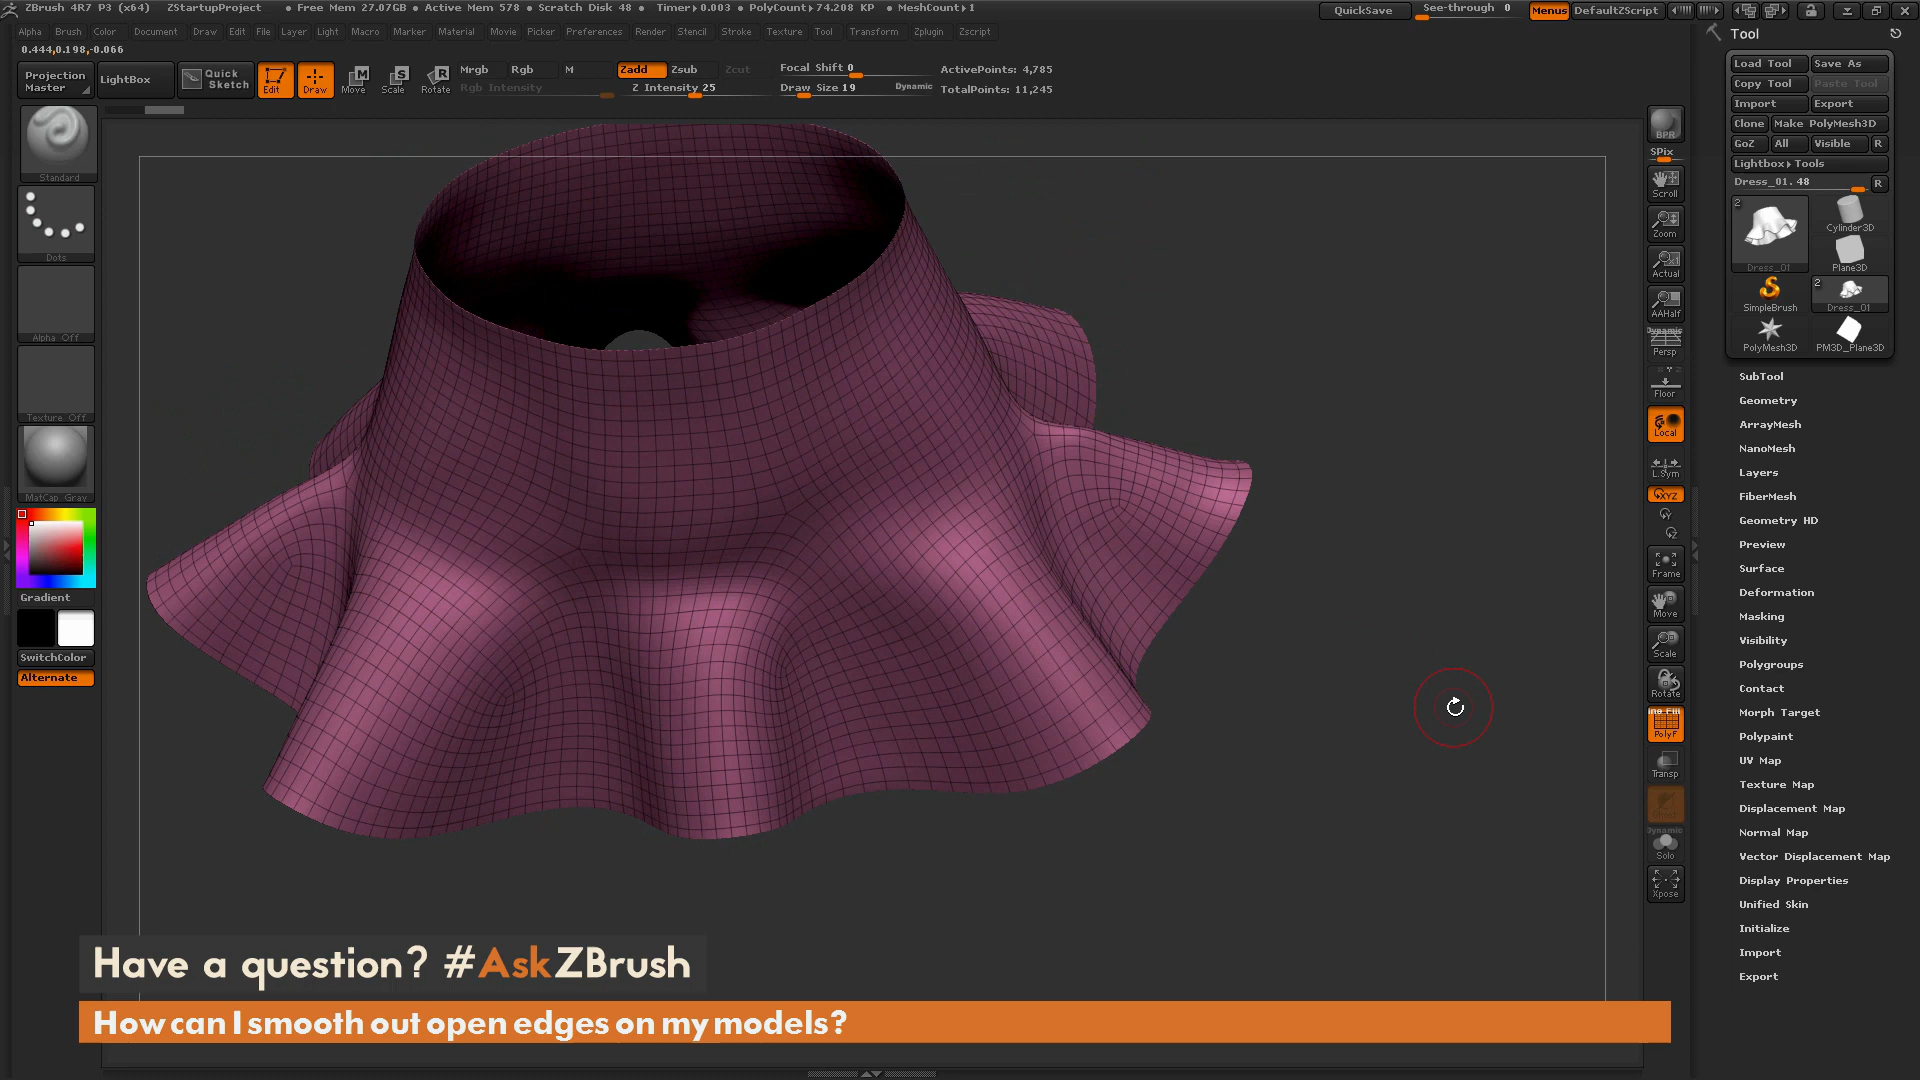 ZBrush 4R7 P3 (x64) ZStartupProject • Free Mem 27.07GB • Active Mem 578 • Scratch Disk 48 • Timer▸0.003 • PolyCount▸74.208 KP • MeshCount▸1 QuickSave See-through 0 Menus DefaultZScript
Alpha Brush Color Document Draw Edit File Layer Light Macro Marker Material Movie Picker Preferences Render Stencil Stroke Texture Tool Transform Zplugin Zscript
0.444,0.198,-0.066
Projection Master
LightBox
Quick Sketch
Edit
Draw
Move
Scale
Rotate
Mrgb Rgb M
Rgb Intensity
Zadd Zsub Zcut
Z Intensity 25
Focal Shift 0
Draw Size 19 Dynamic
ActivePoints: 4,785
TotalPoints: 11,245
Standard
Dots
Alpha Off
Texture Off
MatCap Gray
Gradient
SwitchColor
Alternate
BPR
SPix
Scroll
Zoom
Actual
AAHalf
Dynamic
Persp
Floor
Local
L.Sym
XYZ
Frame
Move
Scale
Rotate
PolyF
Transp
Dynamic
Solo
Xpose
Tool
Load Tool Save As
Copy Tool Paste Tool
Import Export
Clone Make PolyMesh3D
GoZ All Visible R
Lightbox▸Tools
Dress_01. 48 R
2
Dress_01
Cylinder3D
Plane3D
SimpleBrush
2
Dress_01
PolyMesh3D
PM3D_Plane3D
SubTool
Geometry
ArrayMesh
NanoMesh
Layers
FiberMesh
Geometry HD
Preview
Surface
Deformation
Masking
Visibility
Polygroups
Contact
Morph Target
Polypaint
UV Map
Texture Map
Displacement Map
Normal Map
Vector Displacement Map
Display Properties
Unified Skin
Initialize
Import
Export
Have a question? #AskZBrush
How can I smooth out open edges on my models?